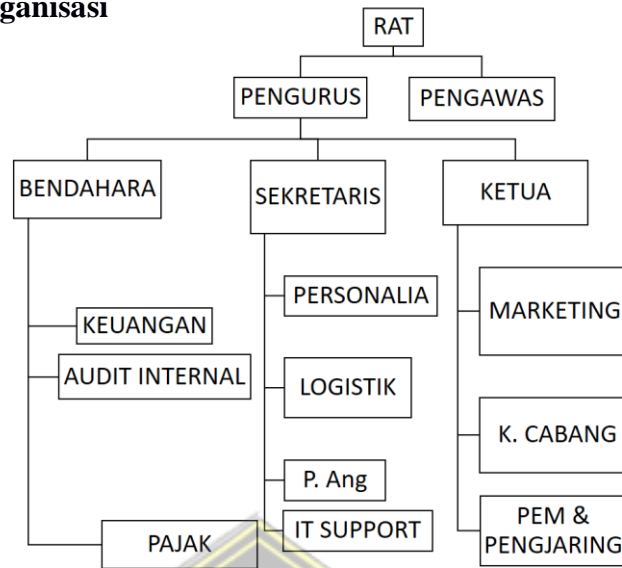 ganisasi
RAT
PENGURUS
PENGAWAS
BENDAHARA
SEKRETARIS
KETUA
KEUANGAN
AUDIT INTERNAL
PAJAK
PERSONALIA
LOGISTIK
P. Ang
IT SUPPORT
MARKETING
K. CABANG
PEM &
PENGJARING